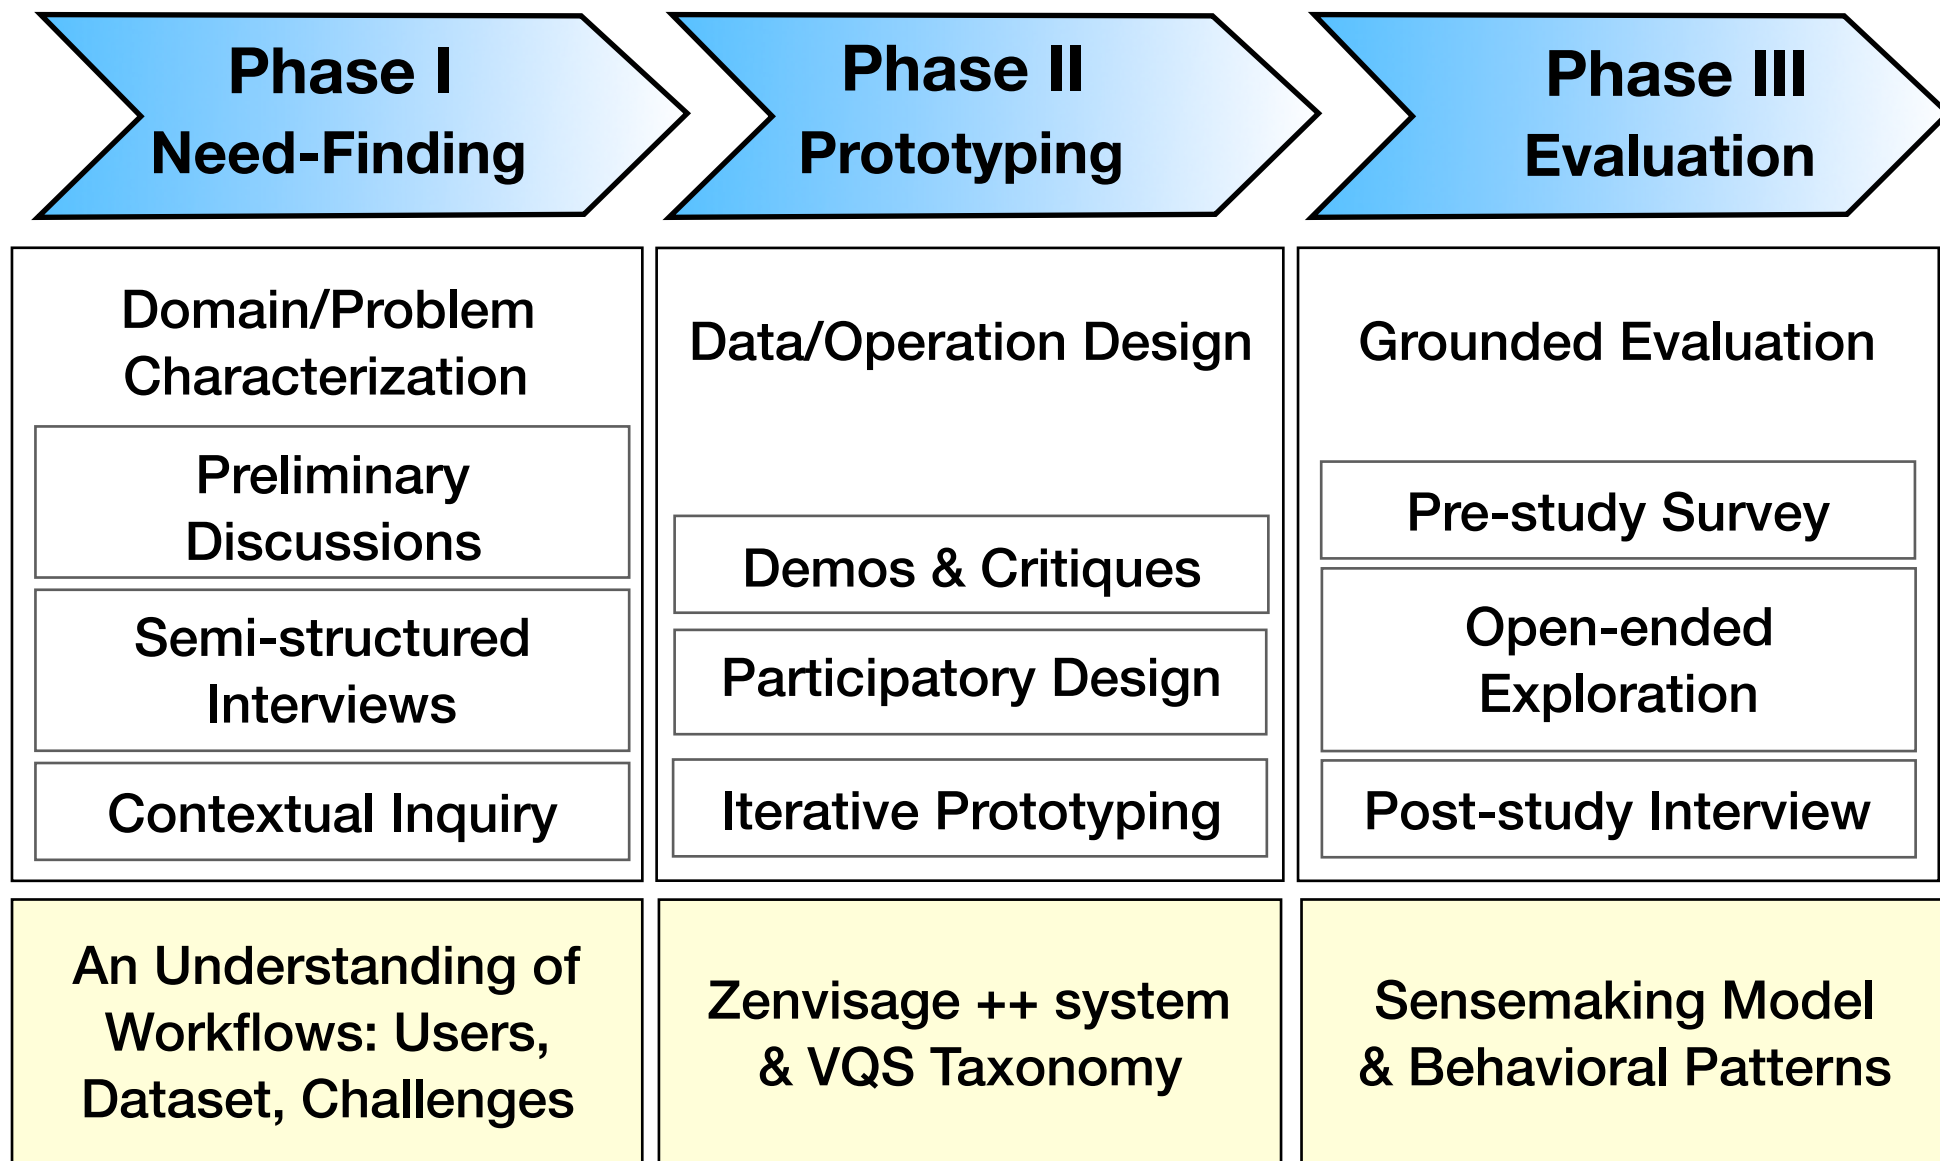 Phase I
Need-Finding
Phase II
Prototyping
Phase III
Evaluation
Domain/Problem
Characterization
Preliminary
Discussions
Semi-structured
Interviews
Contextual Inquiry
Data/Operation Design
Demos & Critiques
Participatory Design
Iterative Prototyping
Grounded Evaluation
Pre-study Survey
Open-ended
Exploration
Post-study Interview
An Understanding of
Workflows: Users,
Dataset, Challenges
Zenvisage ++ system
& VQS Taxonomy
Sensemaking Model
& Behavioral Patterns